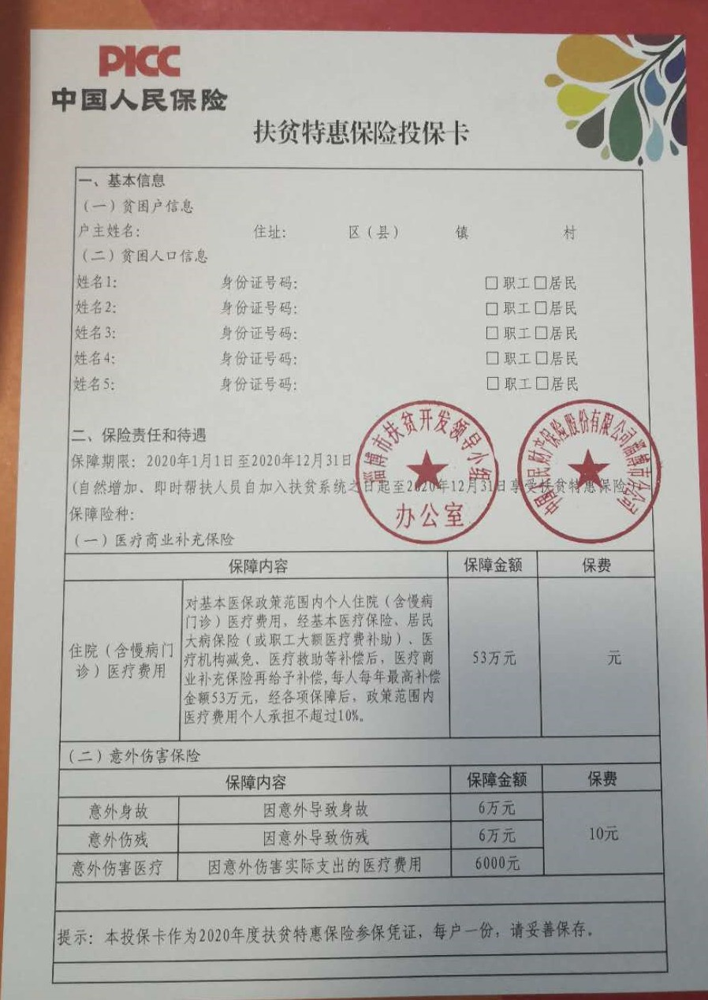 PICC
中国人民保险
扶贫特惠保险投保卡
一、基本信息
（一）贫困户信息
户主姓名： 住址： 区（县） 镇 村
（二）贫困人口信息
姓名1： 身份证号码： □ 职工 □居民
姓名2： 身份证号码： □ 职工 □居民
姓名3： 身份证号码： □ 职工 □居民
姓名4： 身份证号码： □ 职工 □居民
姓名5： 身份证号码： □ 职工 □居民
二、保险责任和待遇
保障期限：2020年1月1日至2020年12月31日
(自然增加、即时帮扶人员自加入扶贫系统之日起至2020年12月31日享受扶贫特惠保险
淄博市扶贫开发领导小组
办公室
中国人民财产保险股份有限公司淄博市分公司
保障险种：
（一）医疗商业补充保险
保障内容 保障金额 保费
住院（含慢病门
诊）医疗费用
对基本医保政策范围内个人住院（含慢病
门诊）医疗费用，经基本医疗保险、居民
大病保险（或职工大额医疗费补助）、医
疗机构减免、医疗救助等补偿后，医疗商
业补充保险再给予补偿,每人每年最高补偿
金额53万元，经各项保障后，政策范围内
医疗费用个人承担不超过10%。
53万元
元
（二）意外伤害保险
保障内容 保障金额 保费
意外身故 因意外导致身故 6万元
意外伤残 因意外导致伤残 6万元 10元
意外伤害医疗 因意外伤害实际支出的医疗费用 6000元
提示：本投保卡作为2020年度扶贫特惠保险参保凭证，每户一份，请妥善保存。